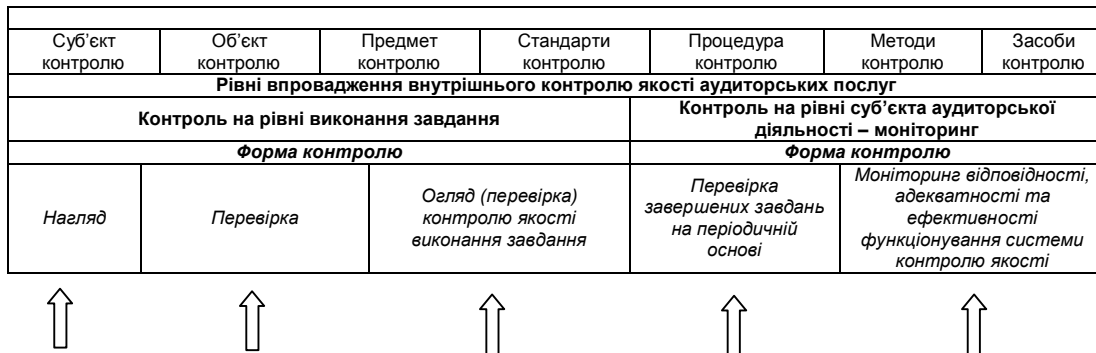 Суб’єкт контролю
Об’єкт контролю
Предмет контролю
Стандарти контролю
Процедура контролю
Методи контролю
Засоби контролю
Рівні впровадження внутрішнього контролю якості аудиторських послуг
Контроль на рівні виконання завдання
Контроль на рівні суб’єкта аудиторської
діяльності – моніторинг
Форма контролю
Форма контролю
Нагляд
Перевірка
Огляд (перевірка)
контролю якості
виконання завдання
Перевірка
завершених завдань
на періодичній
основі
Моніторинг відповідності,
адекватності та
ефективності
функціонування системи
контролю якості